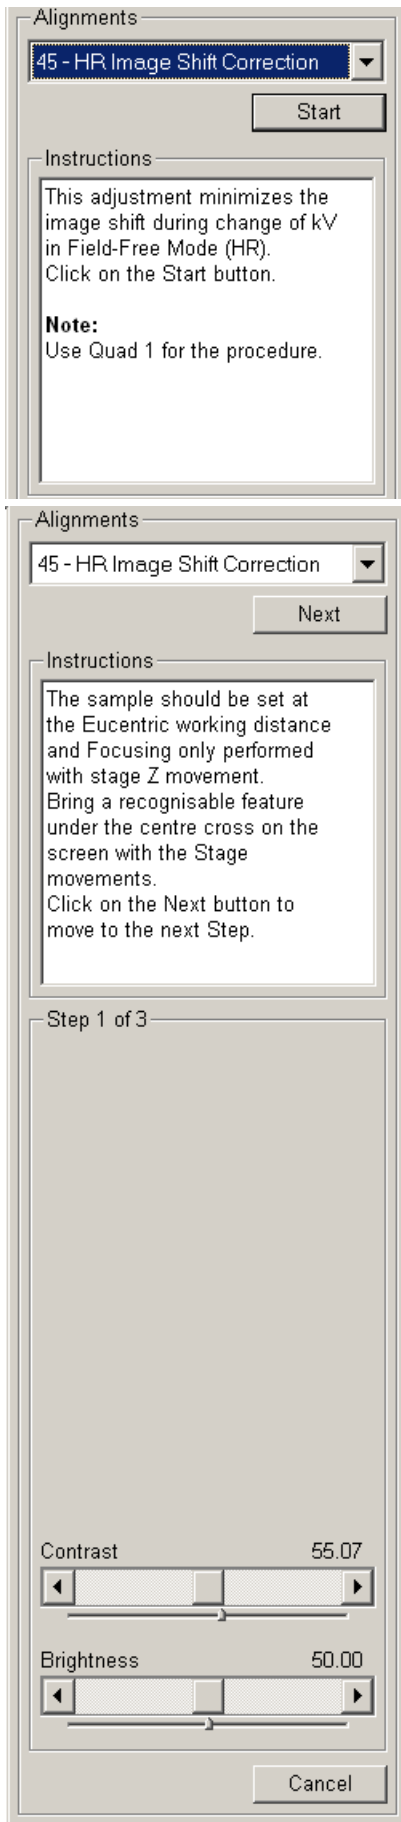 Alignments
45 - HR Image Shift Correction
Start
Instructions
This adjustment minimizes the
image shift during change of kV
in Field-Free Mode (HR).
Click on the Start button.
Note:
Use Quad 1 for the procedure.
Alignments
45 - HR Image Shift Correction
Next
Instructions
The sample should be set at
the Eucentric working distance
and Focusing only performed
with stage Z movement.
Bring a recognisable feature
under the centre cross on the
screen with the Stage
movements.
Click on the Next button to
move to the next Step.
Step 1 of 3
Contrast 55.07
Brightness 50.00
Cancel